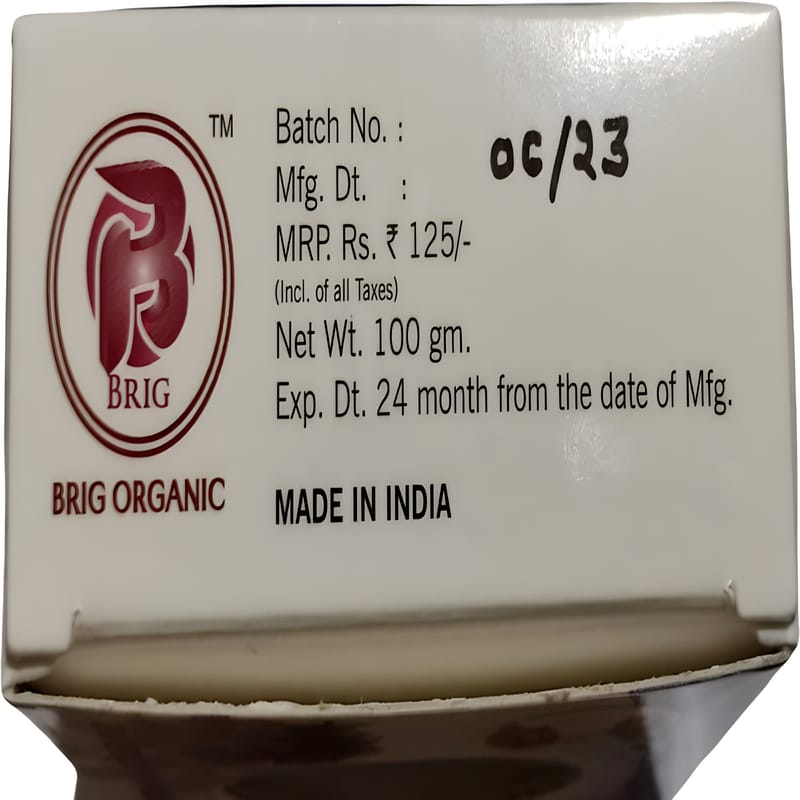 TM
Batch No. :
06/23
Mfg. Dt. :
MRP. Rs. ₹ 125/-
(Incl. of all Taxes)
Net Wt. 100 gm.
Exp. Dt. 24 month from the date of Mfg.
BRIG
BRIG ORGANIC
MADE IN INDIA